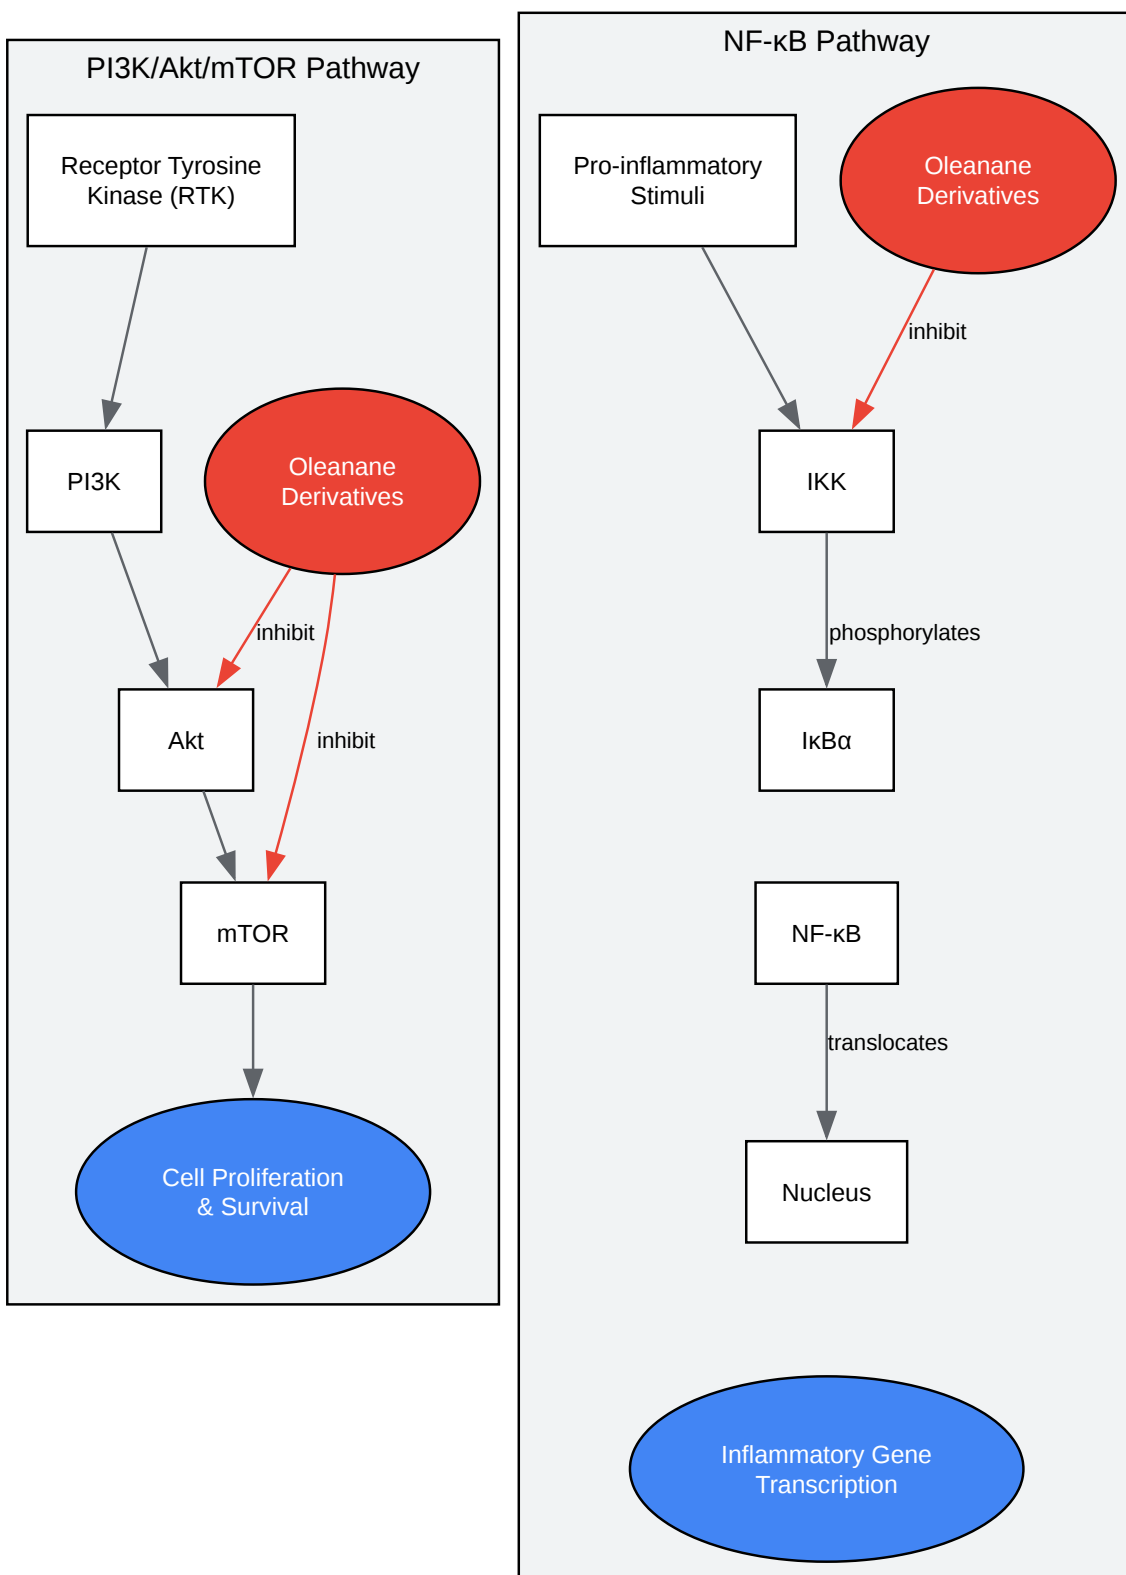 PI3K/Akt/mTOR Pathway
Receptor Tyrosine
Kinase (RTK)
PI3K
Oleanane
Derivatives
inhibit
Akt
inhibit
mTOR
Cell Proliferation
& Survival
NF-κB Pathway
Pro-inflammatory
Stimuli
Oleanane
Derivatives
inhibit
IKK
phosphorylates
IκBα
NF-κB
translocates
Nucleus
Inflammatory Gene
Transcription